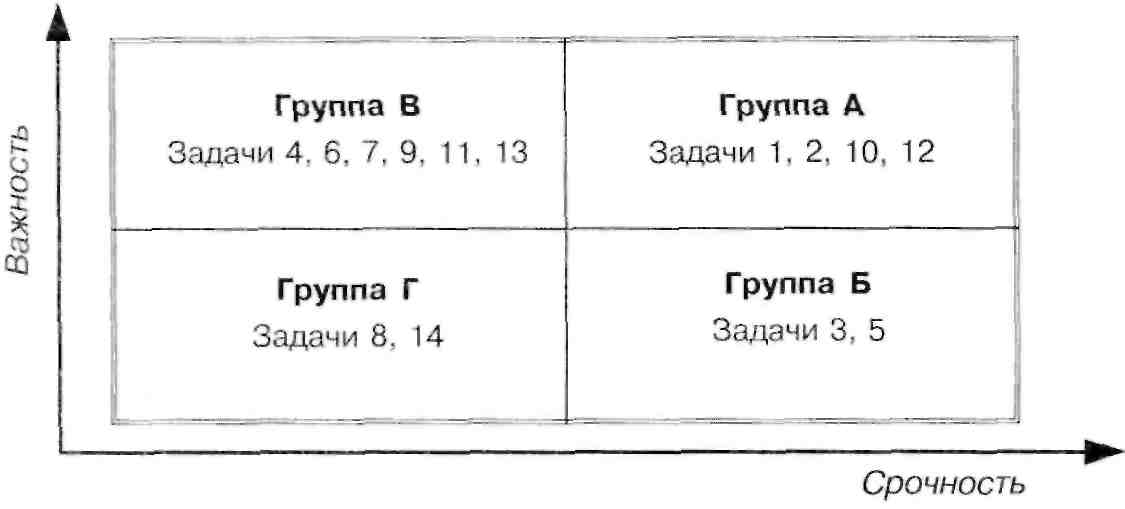 Важность
Группа В
Задачи 4, 6, 7, 9, 11, 13
Группа А
Задачи 1, 2, 10, 12
Группа Г
Задачи 8, 14
Группа Б
Задачи 3, 5
Срочность